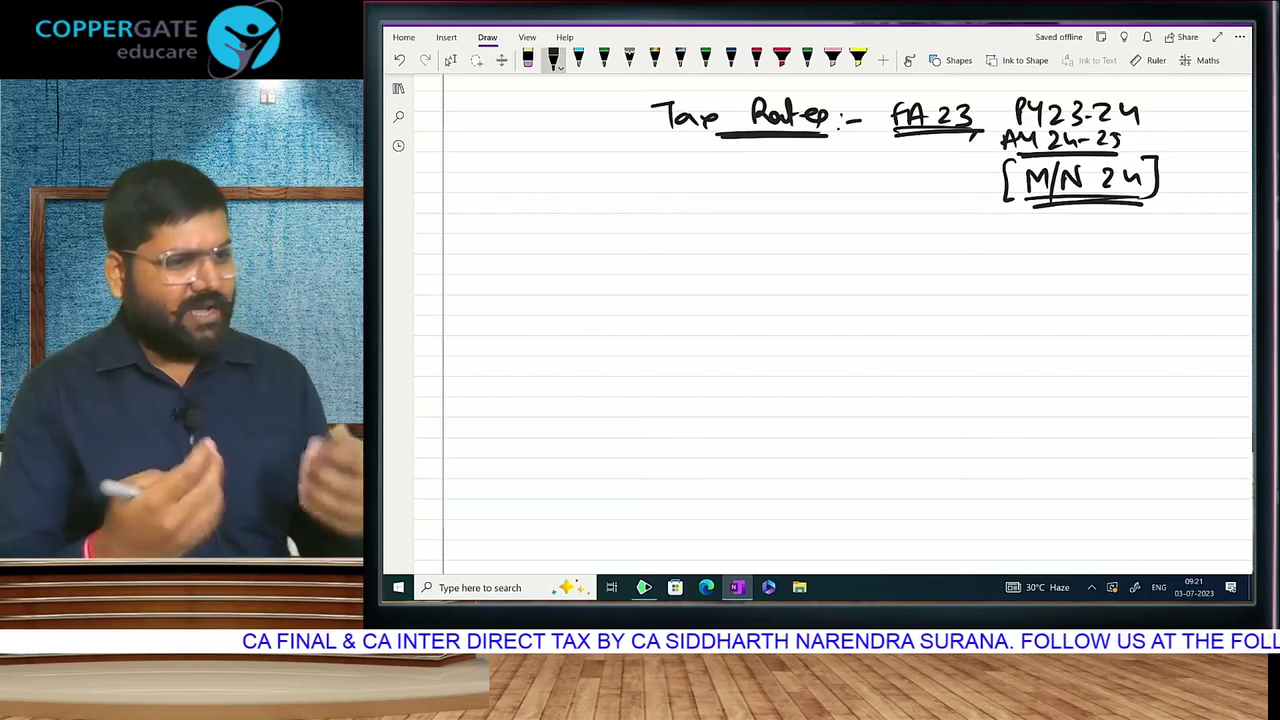 COPPERGATE
educare
Home Insert Draw View Help
Saved offline Share
Shapes Ink to Shape Ink to Text Ruler Maths
Tax Rates :- FA 23 PY 23-24
AY 24-25
[M/N 24]
Type here to search
30°C Haze ENG 09:21
03-07-2023
CA FINAL & CA INTER DIRECT TAX BY CA SIDDHARTH NARENDRA SURANA. FOLLOW US AT THE FOLL